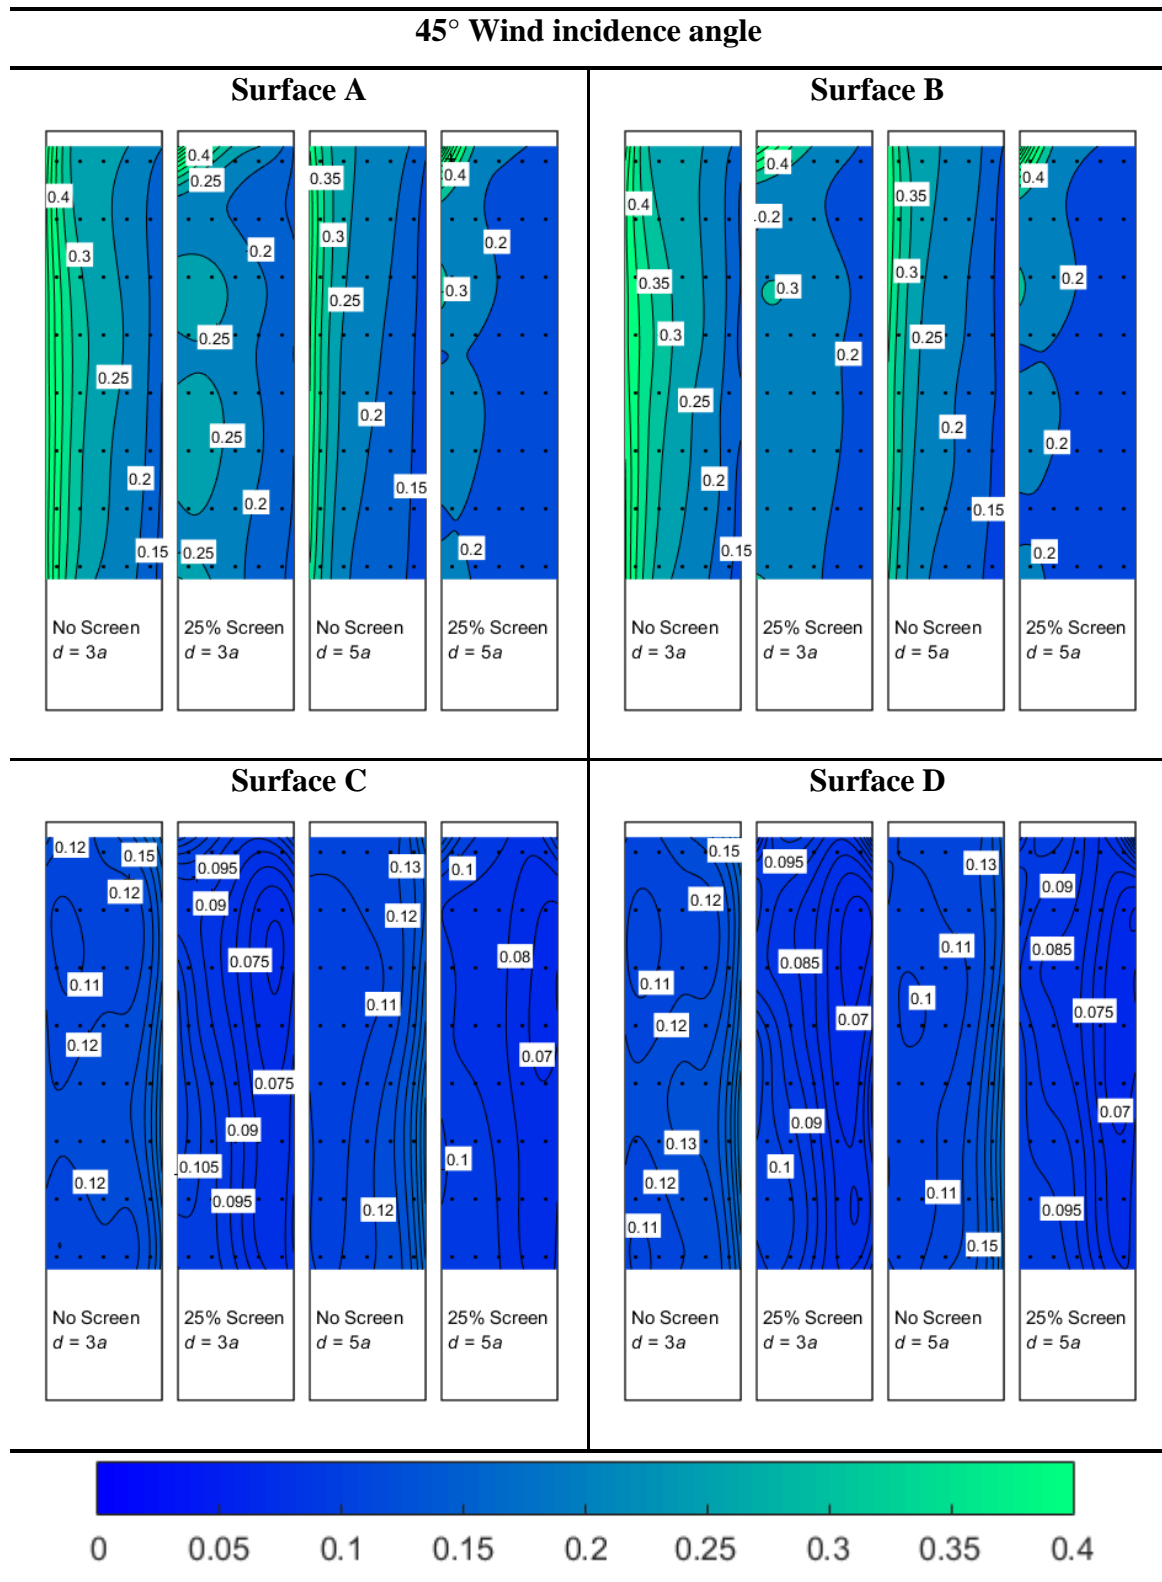 45° Wind incidence angle
Surface A
Surface B
0.4
0.3
0.25
0.2
0.15
No Screen
d = 3a
0.4
0.25
0.2
0.25
0.25
0.2
0.25
25% Screen
d = 3a
0.35
0.3
0.25
0.2
0.15
No Screen
d = 5a
0.4
0.2
0.3
0.2
25% Screen
d = 5a
0.4
0.35
0.3
0.25
0.2
0.15
No Screen
d = 3a
0.4
0.2
0.3
0.2
25% Screen
d = 3a
0.35
0.3
0.25
0.2
0.15
No Screen
d = 5a
0.4
0.2
0.2
0.2
25% Screen
d = 5a
Surface C
Surface D
0.12
0.15
0.12
0.11
0.12
0.12
No Screen
d = 3a
0.095
0.09
0.075
0.075
0.09
0.105
0.095
25% Screen
d = 3a
0.13
0.12
0.11
0.12
No Screen
d = 5a
0.1
0.08
0.07
0.1
25% Screen
d = 5a
0.15
0.12
0.11
0.12
0.13
0.12
0.11
No Screen
d = 3a
0.095
0.085
0.07
0.09
0.1
25% Screen
d = 3a
0.13
0.11
0.1
0.11
0.15
No Screen
d = 5a
0.09
0.085
0.075
0.07
0.095
25% Screen
d = 5a
0 0.05 0.1 0.15 0.2 0.25 0.3 0.35 0.4